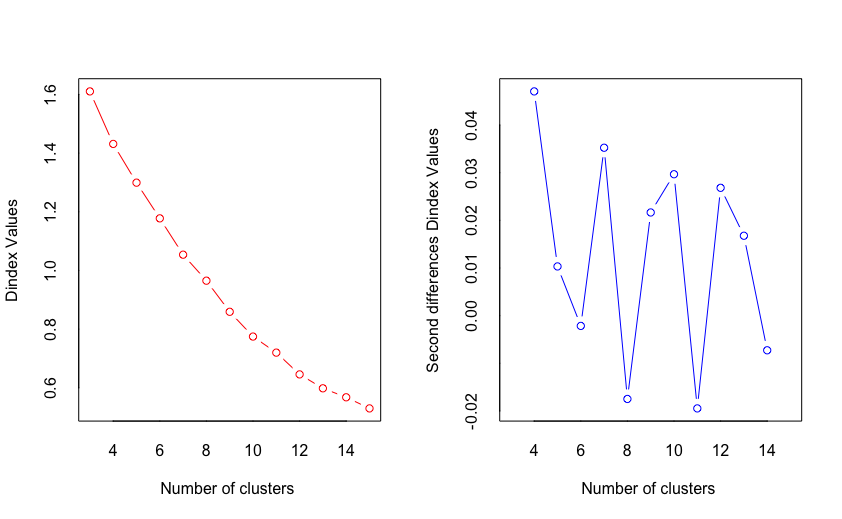 Dindex Values
1.6
1.4
1.2
1.0
0.8
0.6
4 6 8 10 12 14
Number of clusters
Second differences Dindex Values
0.04
0.03
0.02
0.01
0.00
-0.02
4 6 8 10 12 14
Number of clusters